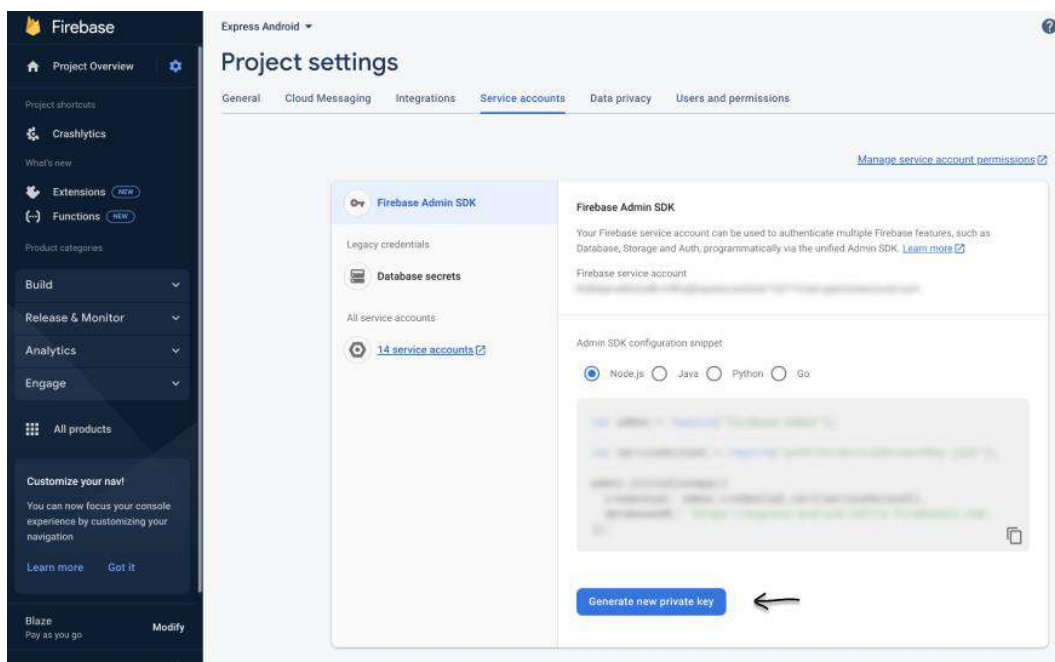 Firebase
Project Overview
Project shortcuts
Crashlytics
What's new
Extensions NEW
Functions NEW
Product categories
Build
Release & Monitor
Analytics
Engage
All products
Customize your nav!
You can now focus your console
experience by customizing your
navigation
Learn more Got it
Blaze
Pay as you go
Modify
Express Android
Project settings
General Cloud Messaging Integrations Service accounts Data privacy Users and permissions
Manage service account permissions
Firebase Admin SDK
Legacy credentials
Database secrets
All service accounts
14 service accounts
Firebase Admin SDK
Your Firebase service account can be used to authenticate multiple Firebase features, such as
Database, Storage and Auth, programmatically via the unified Admin SDK. Learn more
Firebase service account
Admin SDK configuration snippet
Node.js Java Python Go
Generate new private key